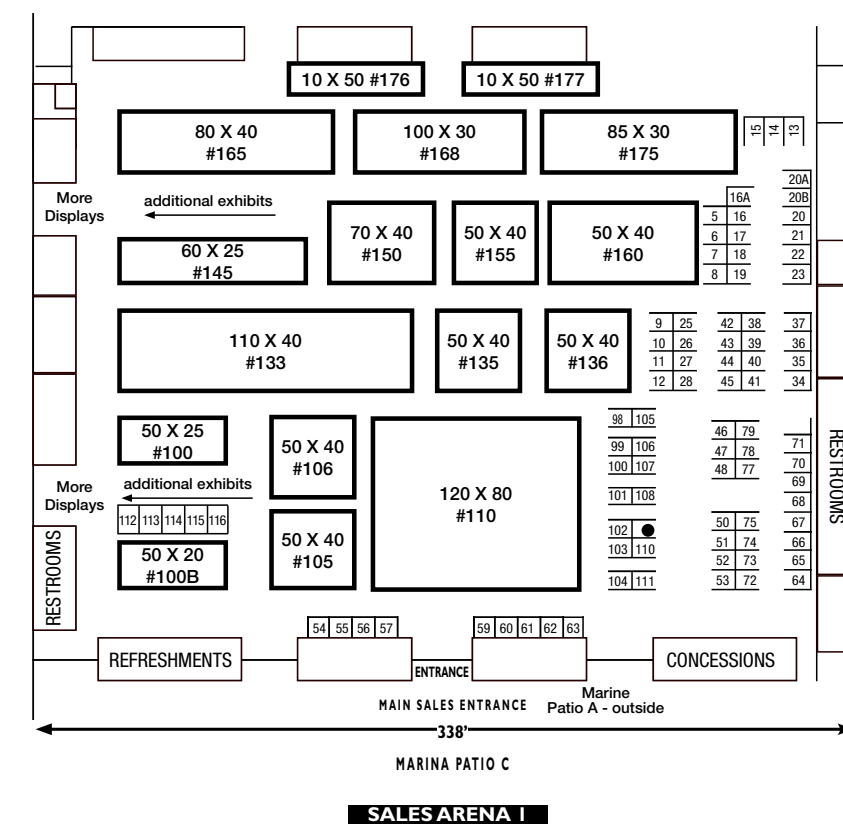 10 X 50 #176
10 X 50 #177
80 X 40
#165
100 X 30
#168
85 X 30
#175
15 14 13
More
Displays
additional exhibits
70 X 40
#150
50 X 40
#155
50 X 40
#160
60 X 25
#145
20A
16A 20B
5 16 20
6 17 21
7 18 22
8 19 23
110 X 40
#133
50 X 40
#135
50 X 40
#136
9 25 42 38 37
10 26 43 39 36
11 27 44 40 35
12 28 45 41 34
50 X 25
#100
50 X 40
#106
120 X 80
#110
98 105
99 106
100 107
101 108
102
103 110
104 111
46 79
47 78
48 77
50 75
51 74
52 73
53 72
71
70
69
68
67
66
65
64
RESTROOMS
More
Displays
additional exhibits
112 113 114 115 116
50 X 20
#100B
50 X 40
#105
RESTROOMS
54 55 56 57
59 60 61 62 63
REFRESHMENTS
ENTRANCE
CONCESSIONS
MAIN SALES ENTRANCE
Marine
Patio A - outside
338'
MARINA PATIO C
SALES ARENA 1